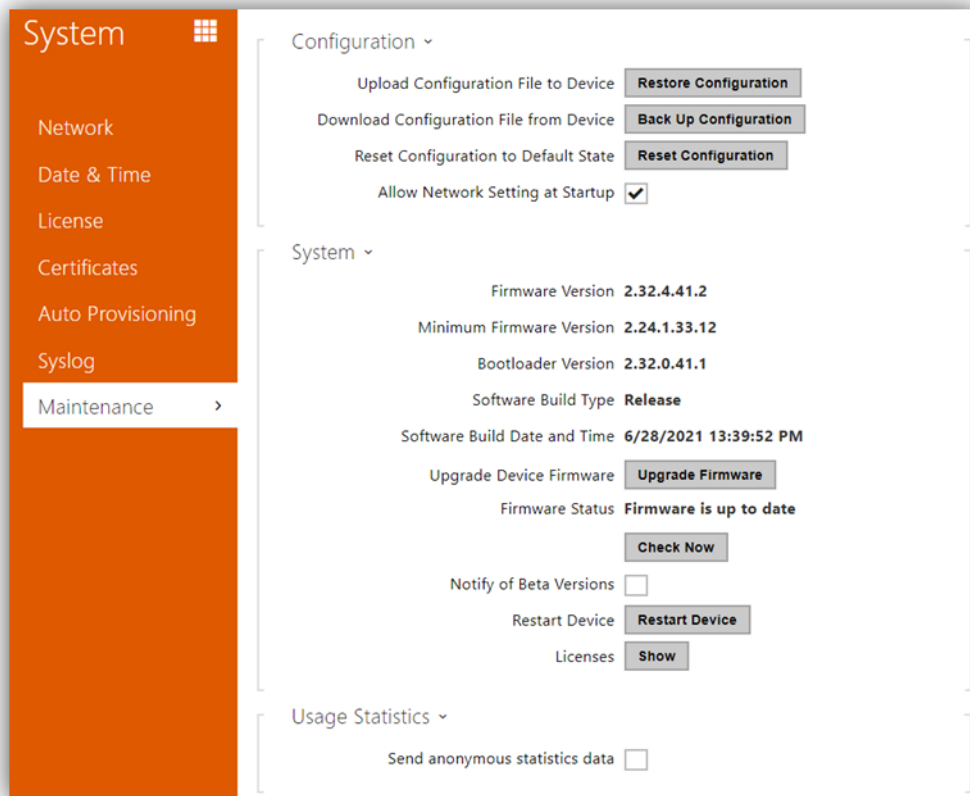 System
Network
Date & Time
License
Certificates
Auto Provisioning
Syslog
Maintenance
Configuration
Upload Configuration File to Device Restore Configuration
Download Configuration File from Device Back Up Configuration
Reset Configuration to Default State Reset Configuration
Allow Network Setting at Startup
System
Firmware Version 2.32.4.41.2
Minimum Firmware Version 2.24.1.33.12
Bootloader Version 2.32.0.41.1
Software Build Type Release
Software Build Date and Time 6/28/2021 13:39:52 PM
Upgrade Device Firmware Upgrade Firmware
Firmware Status Firmware is up to date
Check Now
Notify of Beta Versions
Restart Device Restart Device
Licenses Show
Usage Statistics
Send anonymous statistics data